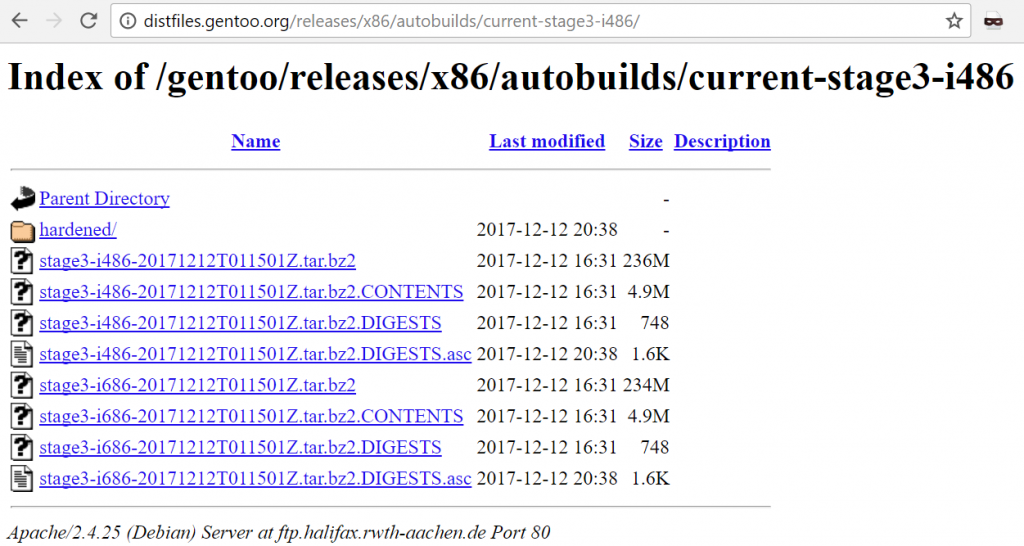 distfiles.gentoo.org/releases/x86/autobuilds/current-stage3-i486/
Index of /gentoo/releases/x86/autobuilds/current-stage3-i486
Name Last modified Size Description
Parent Directory -
hardened/ 2017-12-12 20:38 -
stage3-i486-20171212T011501Z.tar.bz2 2017-12-12 16:31 236M
stage3-i486-20171212T011501Z.tar.bz2.CONTENTS 2017-12-12 16:31 4.9M
stage3-i486-20171212T011501Z.tar.bz2.DIGESTS 2017-12-12 16:31 748
stage3-i486-20171212T011501Z.tar.bz2.DIGESTS.asc 2017-12-12 20:38 1.6K
stage3-i686-20171212T011501Z.tar.bz2 2017-12-12 16:31 234M
stage3-i686-20171212T011501Z.tar.bz2.CONTENTS 2017-12-12 16:31 4.9M
stage3-i686-20171212T011501Z.tar.bz2.DIGESTS 2017-12-12 16:31 748
stage3-i686-20171212T011501Z.tar.bz2.DIGESTS.asc 2017-12-12 20:38 1.6K
Apache/2.4.25 (Debian) Server at ftp.halifax.rwth-aachen.de Port 80